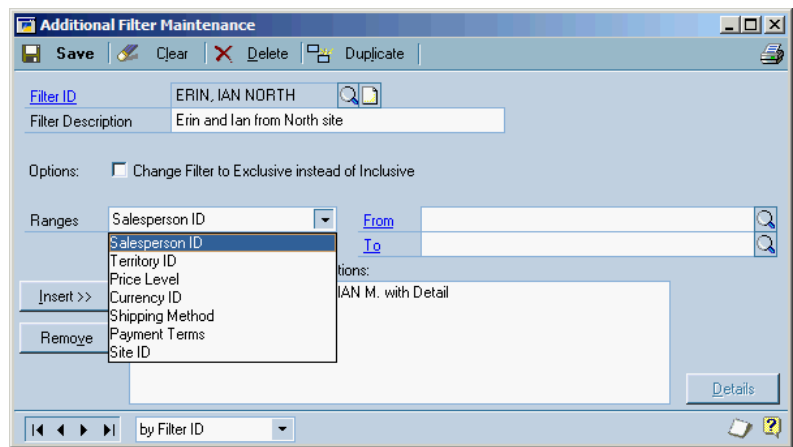 Additional Filter Maintenance
Save Clear Delete Duplicate
Filter ID ERIN, IAN NORTH
Filter Description Erin and Ian from North site
Options: Change Filter to Exclusive instead of Inclusive
Ranges Salesperson ID From
Salesperson ID To
Territory ID tions:
Price Level
Insert >> Currency ID IAN M. with Detail
Shipping Method
Remove Payment Terms
Site ID
Details
by Filter ID